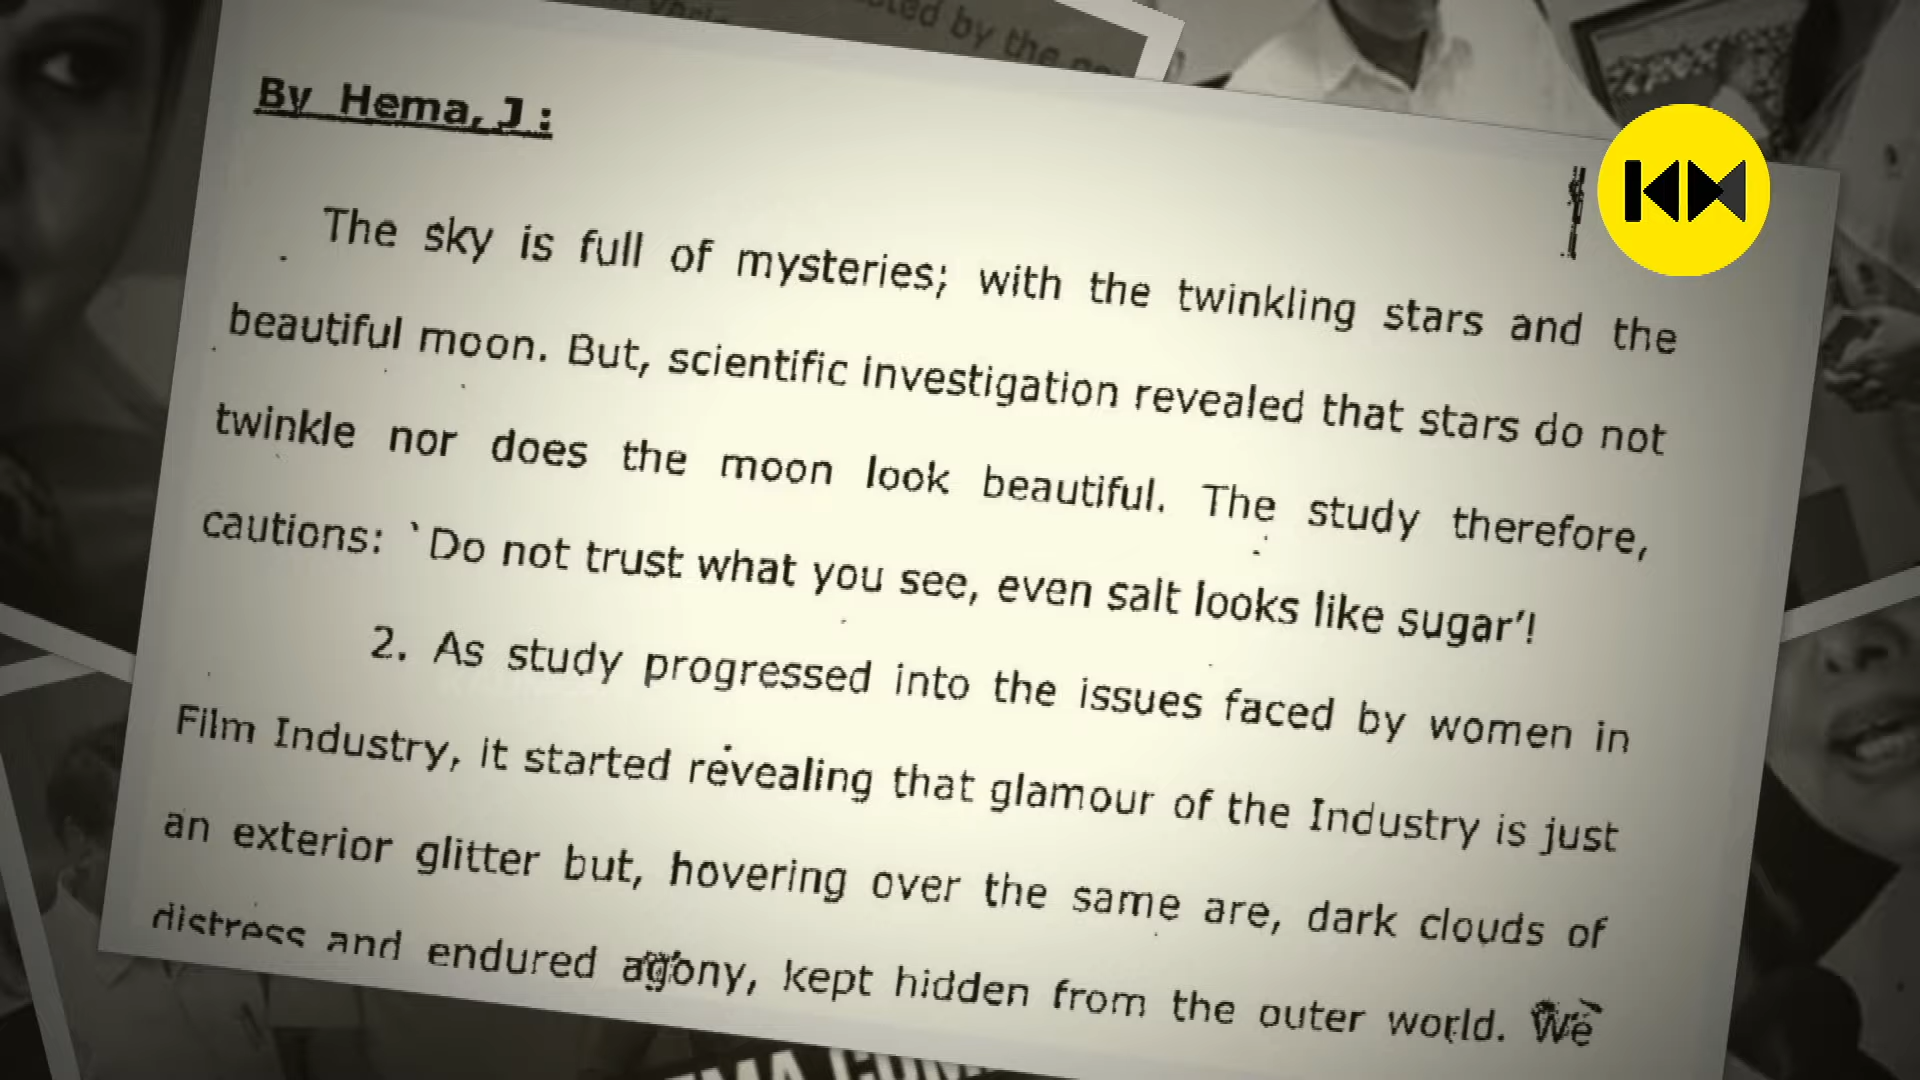 By Hema, J :
The sky is full of mysteries; with the twinkling stars and the
beautiful moon. But, scientific investigation revealed that stars do not
twinkle nor does the moon look beautiful. The study therefore,
cautions: `Do not trust what you see, even salt looks like sugar'!
2. As study progressed into the issues faced by women in
Film Industry, it started revealing that glamour of the Industry is just
an exterior glitter but, hovering over the same are, dark clouds of
distress and endured agony, kept hidden from the outer world. We